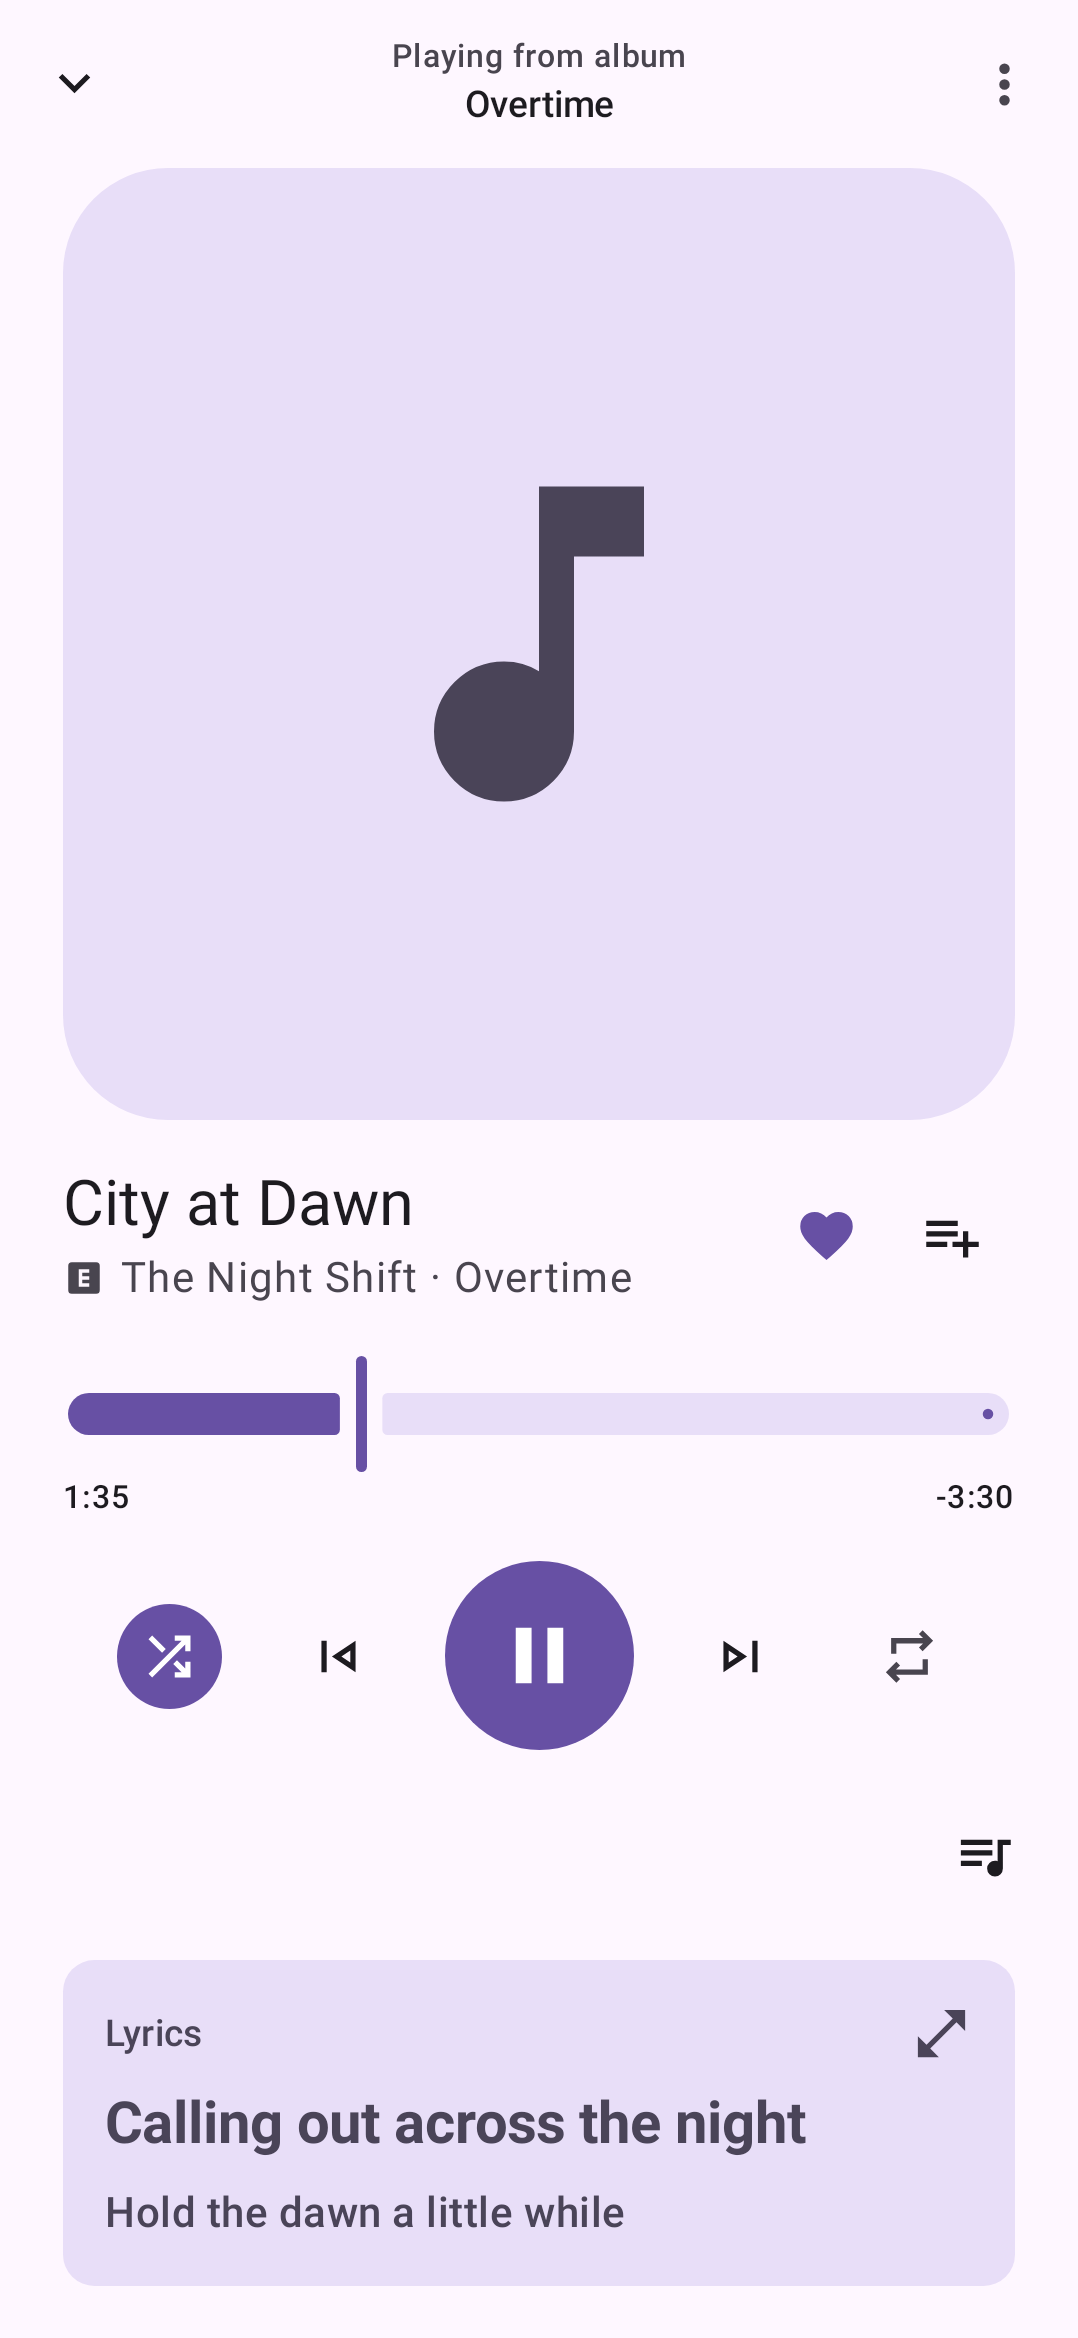 Playing from album
Overtime
City at Dawn
E The Night Shift · Overtime
1:35
-3:30
Lyrics
Calling out across the night
Hold the dawn a little while